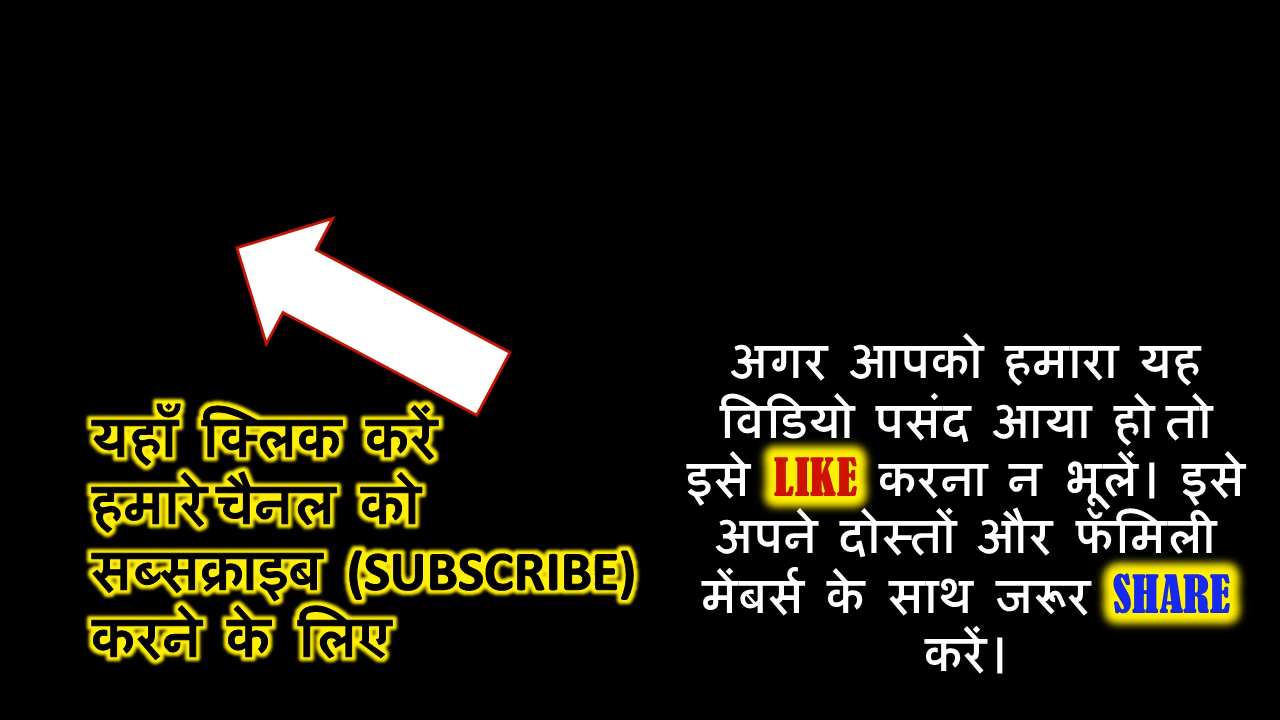 यहाँ क्लिक करें
हमारे चैनल को
सब्सक्राइब (SUBSCRIBE)
करने के लिए
अगर आपको हमारा यह
विडियो पसंद आया हो तो
इसे LIKE करना न भूलें। इसे
अपने दोस्तों और फॅमिली
मेंबर्स के साथ जरूर SHARE
करें।